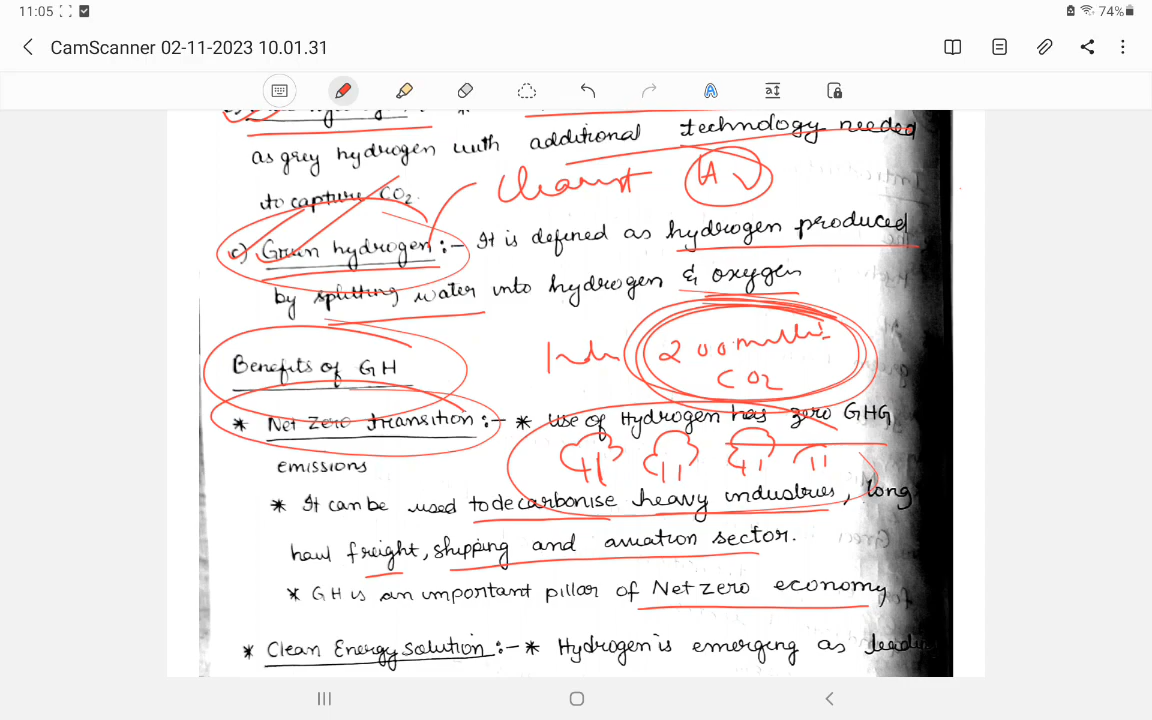 11:05
74%
CamScanner 02-11-2023 10.01.31
additional technology needed
as grey hydrogen with
to capture CO₂.
Clearest
c) Green hydrogen :- It is defined as hydrogen produced
by splitting water into hydrogen & oxygen
Benefits of GH
200 
CO2
* Net Zero transition :- * Use of Hydrogen has zero GHG
emissions
* It can be used to decarbonise heavy industries, long
haul freight, shipping and aviation sector.
* GH is an important pillar of Net zero economy
* Clean Energy Solution :- * Hydrogen is emerging as